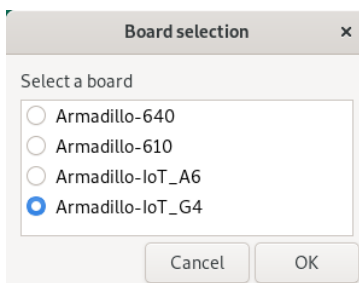 Board selection ×
Select a board
Armadillo-640
Armadillo-610
Armadillo-IoT_A6
Armadillo-IoT_G4
Cancel OK